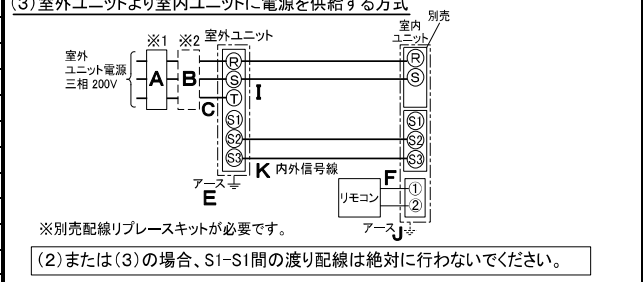 (3)室外ユニットより室内ユニットに電源を供給する方式
別売
※1 ※2 室外ユニット
室内
ユニット
室外
ユニット電源
三相 200V
A B C
R S T S1 S2 S3
I
R S
S1 S2 S3
K 内外信号線
アース
E
F
リモコン
① ②
アース J
※別売配線リプレースキットが必要です。
(2)または(3)の場合、S1-S1間の渡り配線は絶対に行わないでください。